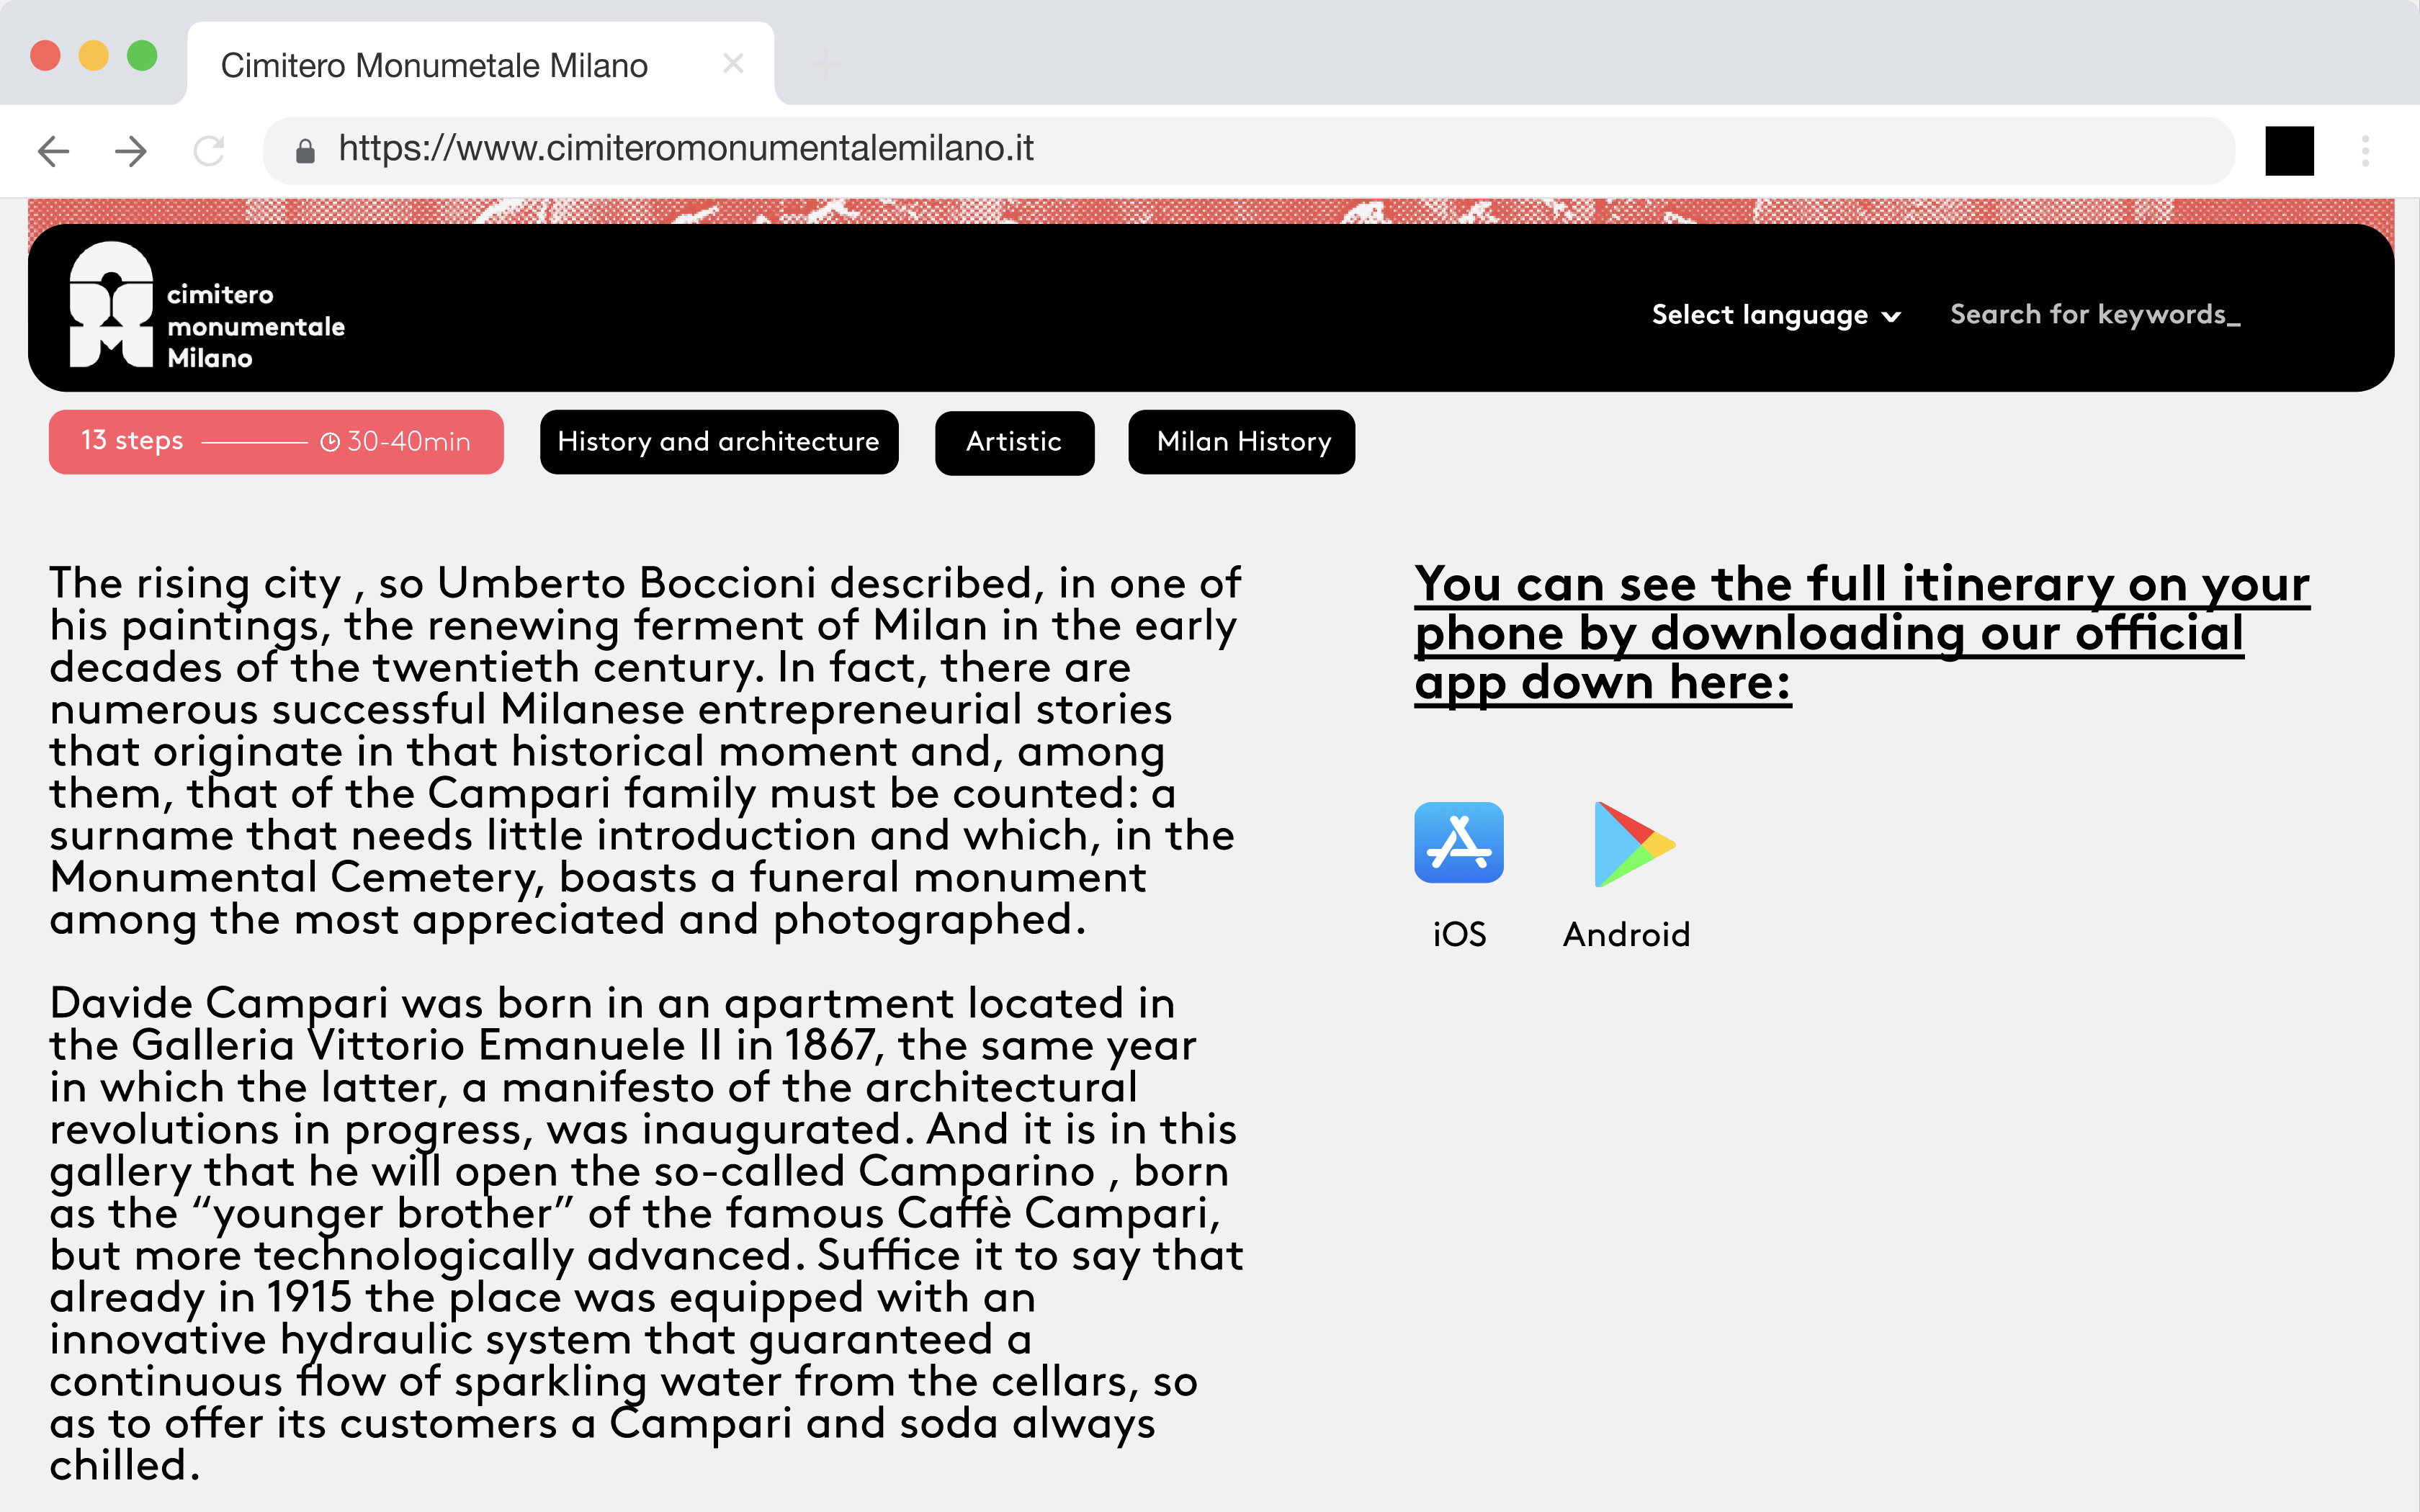 Cimitero Monumetale Milano
https://www.cimiteromonumentalemilano.it
cimitero
monumentale
Milano
Select language
Search for keywords_
13 steps 30-40min
History and architecture
Artistic
Milan History
The rising city , so Umberto Boccioni described, in one of
his paintings, the renewing ferment of Milan in the early
decades of the twentieth century. In fact, there are
numerous successful Milanese entrepreneurial stories
that originate in that historical moment and, among
them, that of the Campari family must be counted: a
surname that needs little introduction and which, in the
Monumental Cemetery, boasts a funeral monument
among the most appreciated and photographed.
Davide Campari was born in an apartment located in
the Galleria Vittorio Emanuele II in 1867, the same year
in which the latter, a manifesto of the architectural
revolutions in progress, was inaugurated. And it is in this
gallery that he will open the so-called Camparino , born
as the “younger brother” of the famous Caffè Campari,
but more technologically advanced. Suffice it to say that
already in 1915 the place was equipped with an
innovative hydraulic system that guaranteed a
continuous flow of sparkling water from the cellars, so
as to offer its customers a Campari and soda always
chilled.
You can see the full itinerary on your
phone by downloading our official
app down here:
iOS
Android